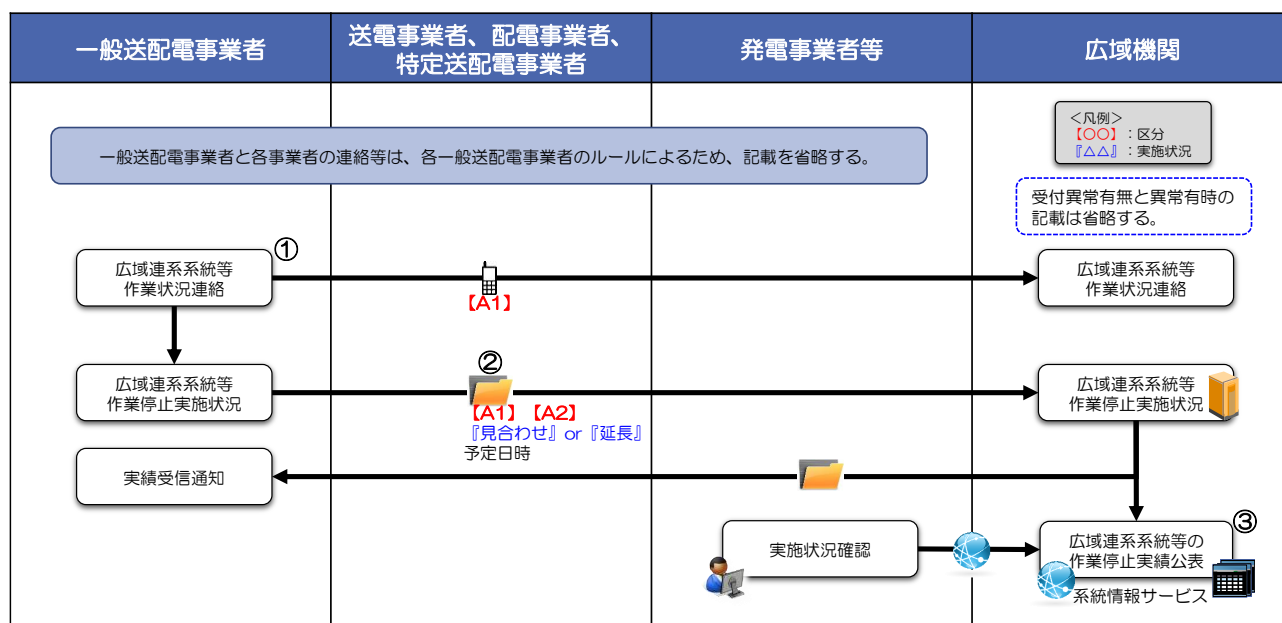 一般送配電事業者
送電事業者、配電事業者、
特定送配電事業者
発電事業者等
広域機関
＜凡例＞
【〇〇】：区分
『△△』：実施状況
一般送配電事業者と各事業者の連絡等は、各一般送配電事業者のルールによるため、記載を省略する。
受付異常有無と異常有時の
記載は省略する。
①
広域連系系統等
作業状況連絡
【A1】
広域連系系統等
作業状況連絡
②
広域連系系統等
作業停止実施状況
【A1】【A2】
『見合わせ』or『延長』
予定日時
広域連系系統等
作業停止実施状況
実績受信通知
③
実施状況確認
広域連系系統等の
作業停止実績公表
系統情報サービス